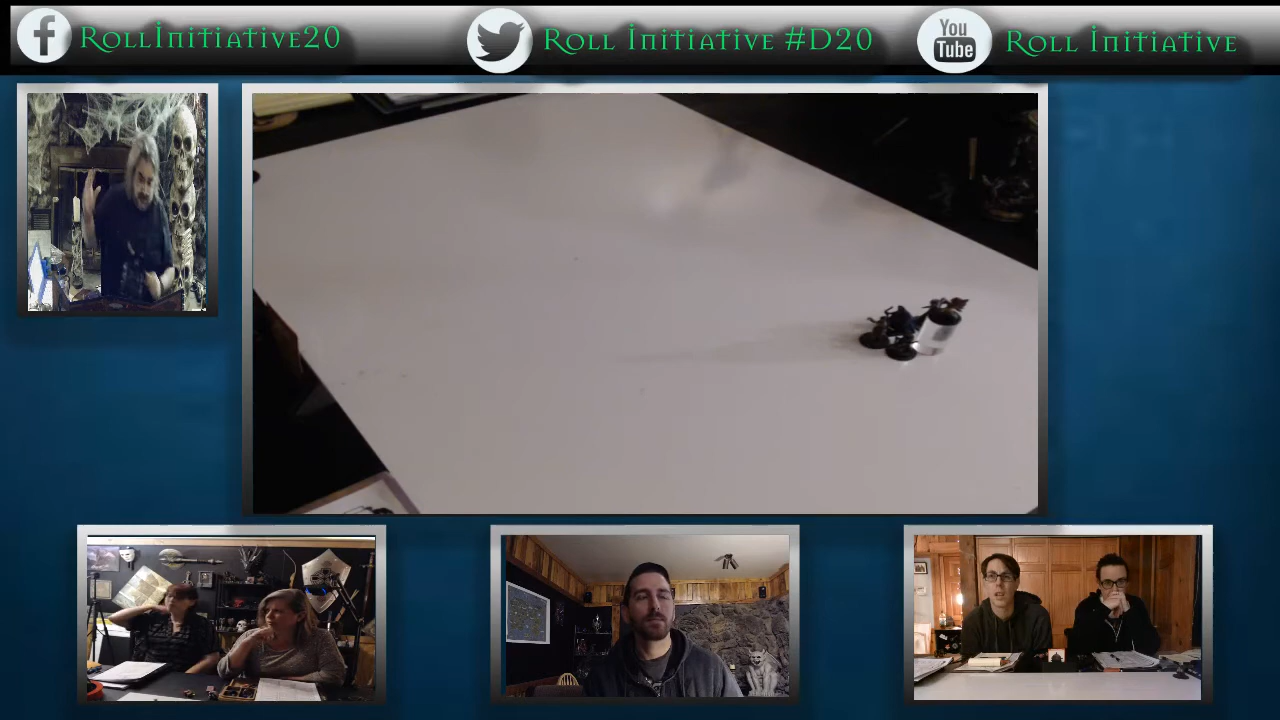 RollInitiative20
Roll Initiative #D20
You
Tube
Roll Initiative